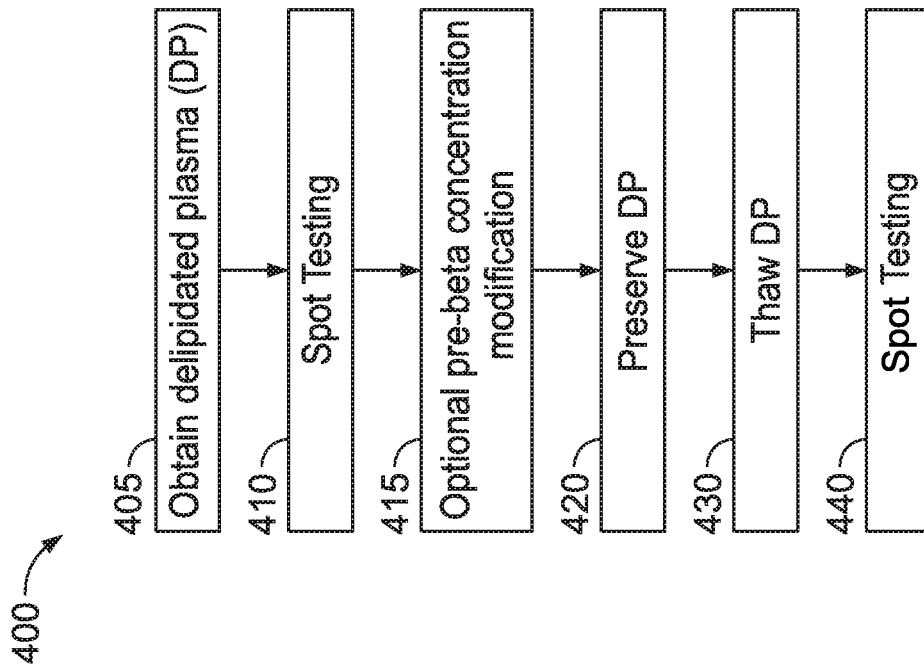 400
405
Obtain delipidated plasma (DP)
410
Spot Testing
415
Optional pre-beta concentration
modification
420
Preserve DP
430
Thaw DP
440
Spot Testing